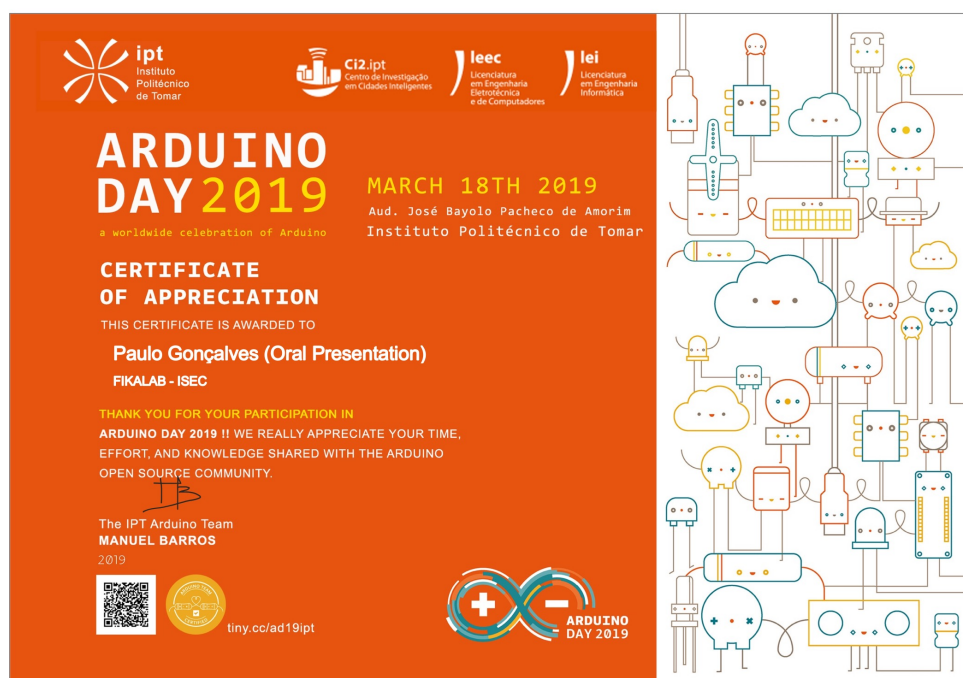 ipt
Instituto
Politécnico
de Tomar
Ci2.ipt
Centro de Investigação
em Cidades Inteligentes
leec
Licenciatura
em Engenharia
Eletrotécnica
e de Computadores
lei
Licenciatura
em Engenharia
Informática
ARDUINO
DAY 2019
a worldwide celebration of Arduino
MARCH 18TH 2019
Aud. José Bayolo Pacheco de Amorim
Instituto Politécnico de Tomar
CERTIFICATE
OF APPRECIATION
THIS CERTIFICATE IS AWARDED TO
Paulo Gonçalves (Oral Presentation)
FIKALAB - ISEC
THANK YOU FOR YOUR PARTICIPATION IN
ARDUINO DAY 2019 !! WE REALLY APPRECIATE YOUR TIME,
EFFORT, AND KNOWLEDGE SHARED WITH THE ARDUINO
OPEN SOURCE COMMUNITY.
The IPT Arduino Team
MANUEL BARROS
2019
ARDUINO TEAM
CERTIFIED
tiny.cc/ad19ipt
ARDUINO
DAY 2019